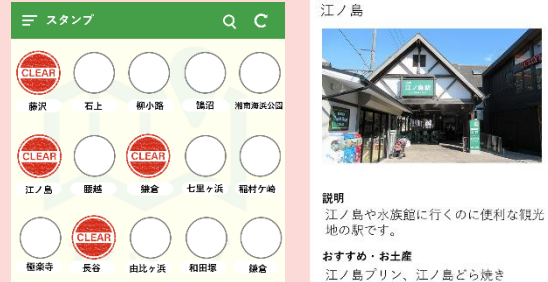 スタンプ
CLEAR
藤沢 石上 柳小路 鵠沼 湘南海浜公園
CLEAR CLEAR
江ノ島 腰越 鎌倉 七里ヶ浜 稲村ケ崎
CLEAR
極楽寺 長谷 由比ヶ浜 和田塚 鎌倉
江ノ島
江ノ島駅
説明
江ノ島や水族館に行くのに便利な観光
地の駅です。
おすすめ・お土産
江ノ島プリン、江ノ島どら焼き